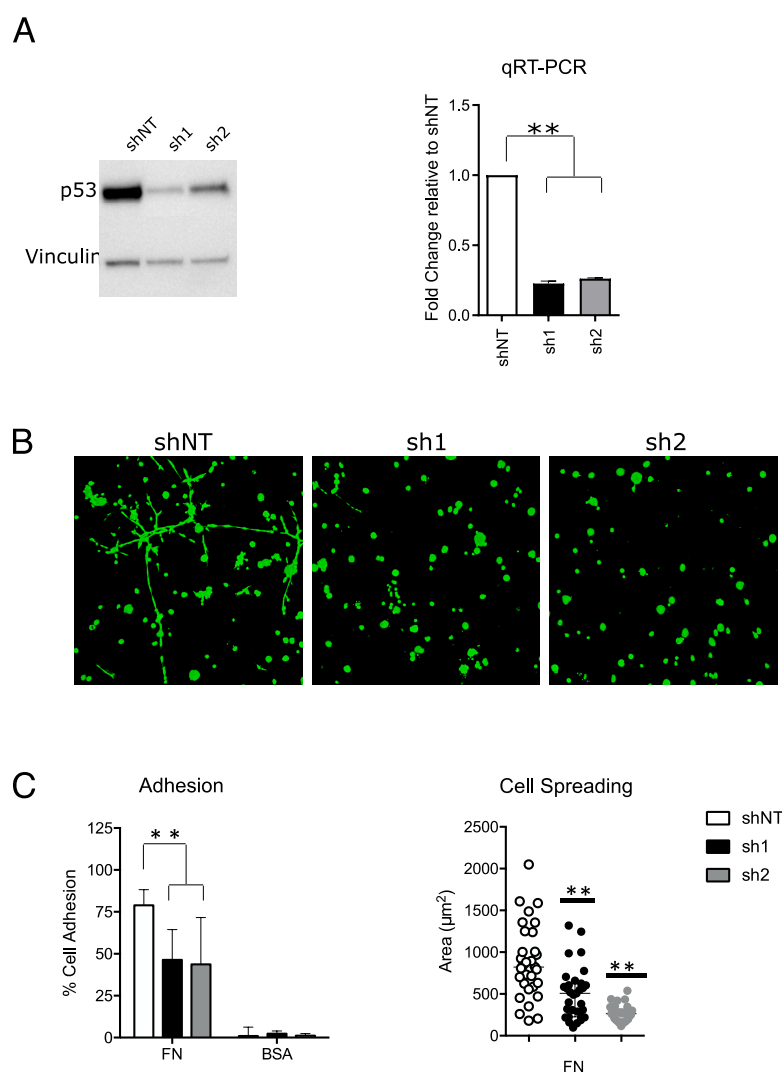 A
qRT-PCR
shNT
sh1
sh2
p53
Vinculin
Fold Change relative to shNT
1.5
1.0
0.5
0.0
**
shNT
sh1
sh2
B
shNT
sh1
sh2
C
Adhesion
% Cell Adhesion
125
100
75
50
25
0
* *
FN
BSA
Cell Spreading
Area (µm²)
2500
2000
1500
1000
500
0
**
**
FN
shNT
sh1
sh2